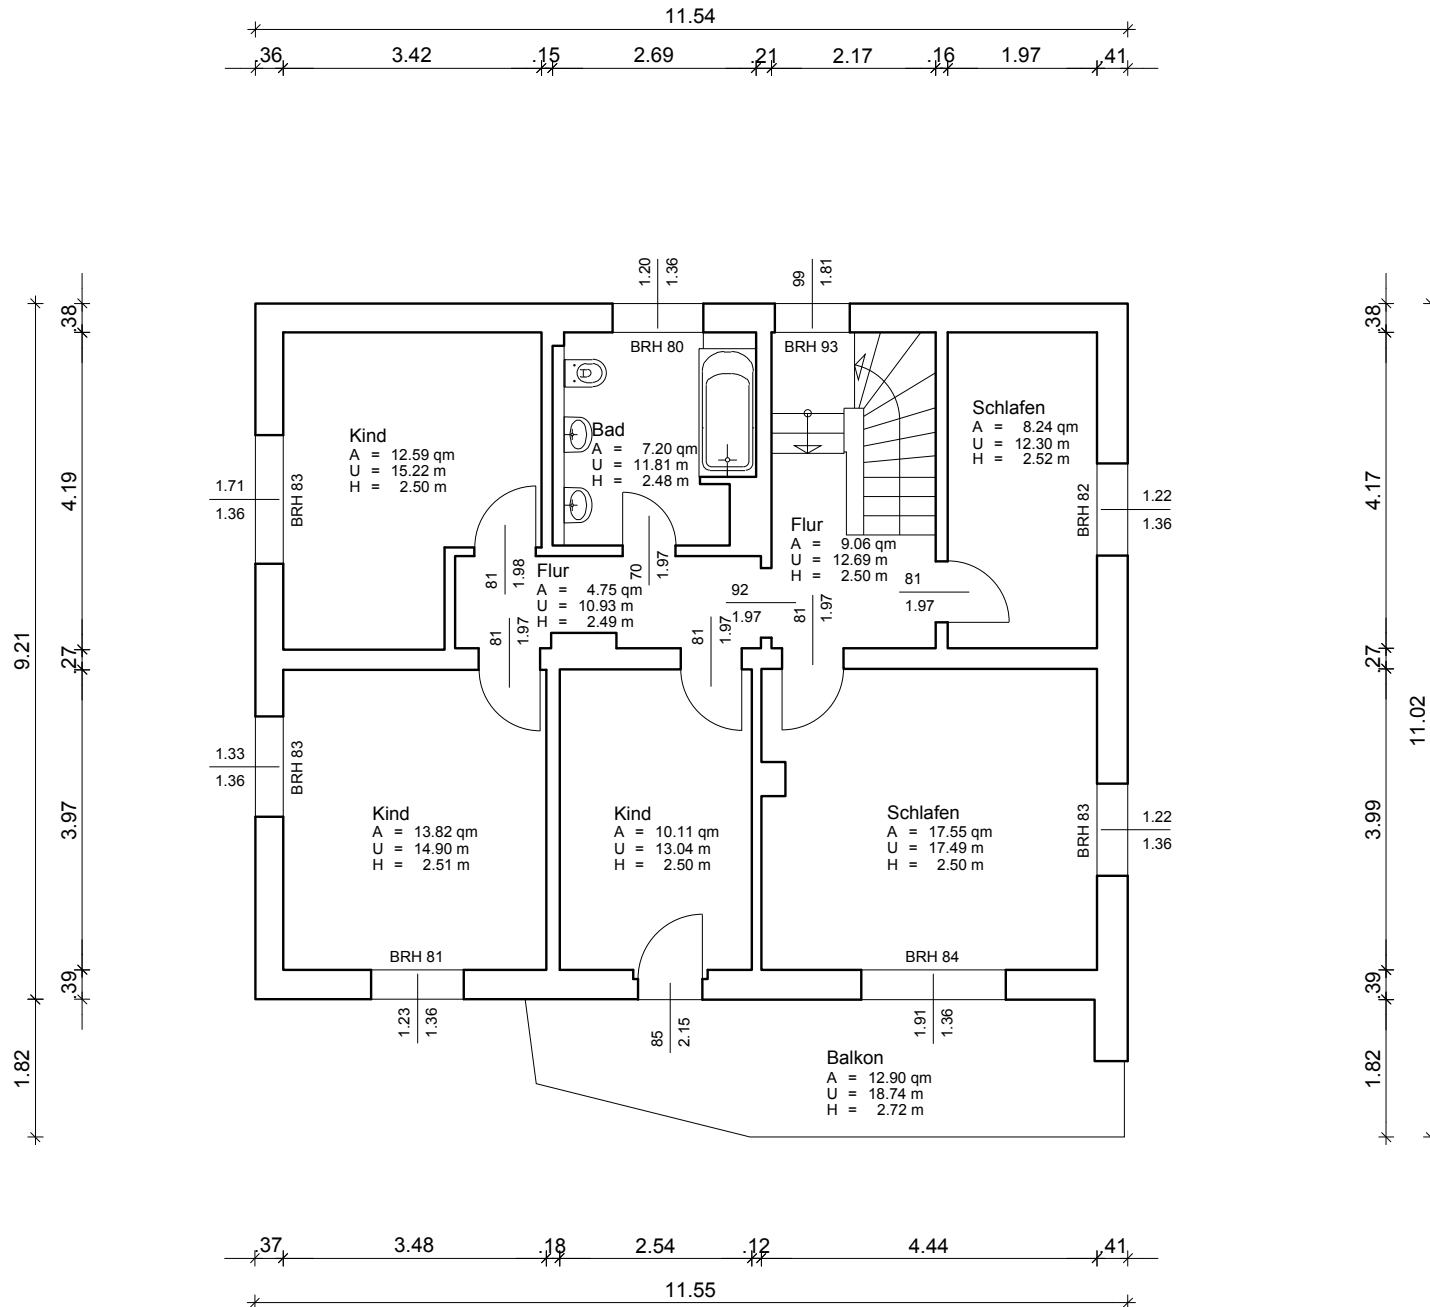 11.54
.36 3.42 .15 2.69 .21 2.17 .16 1.97 .41
1.20 1.36
99 1.81
.38
.38
BRH 80
BRH 93
Kind
A = 12.59 qm
U = 15.22 m
H = 2.50 m
Bad
A = 7.20 qm
U = 11.81 m
H = 2.48 m
Schlafen
A = 8.24 qm
U = 12.30 m
H = 2.52 m
4.19
1.71
1.36
BRH 83
BRH 82
1.22
1.36
4.17
Flur
A = 9.06 qm
U = 12.69 m
H = 2.50 m
Flur
A = 4.75 qm
U = 10.93 m
H = 2.49 m
81 1.98
70 1.97
92
1.97
81
1.97
81 1.97
81 1.97
81 1.97
9.21
.27
.27
11.02
1.33
1.36
BRH 83
3.97
Kind
A = 13.82 qm
U = 14.90 m
H = 2.51 m
Kind
A = 10.11 qm
U = 13.04 m
H = 2.50 m
Schlafen
A = 17.55 qm
U = 17.49 m
H = 2.50 m
BRH 83
1.22
1.36
3.99
BRH 81
BRH 84
.39
.39
1.23 1.36
85 2.15
1.91 1.36
1.82
Balkon
A = 12.90 qm
U = 18.74 m
H = 2.72 m
1.82
.37 3.48 .18 2.54 .12 4.44 .41
11.55